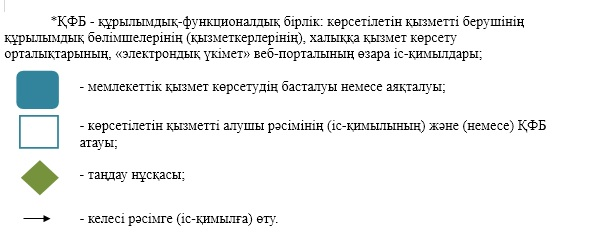 *ҚФБ - құрылымдық-функционалдық бірлік: көрсетілетін қызметті берушінің
құрылымдық бөлімшелерінің (қызметкерлерінің), халыққа қызмет көрсету
орталықтарының, «электрондық үкімет» веб-порталының өзара іс-қимылдары;
- мемлекеттік қызмет көрсетудің басталуы немесе аяқталуы;
- көрсетілетін қызметті алушы рәсімінің (іс-қимылының) және (немесе) ҚФБ
атауы;
- таңдау нұсқасы;
- келесі рәсімге (іс-қимылға) өту.